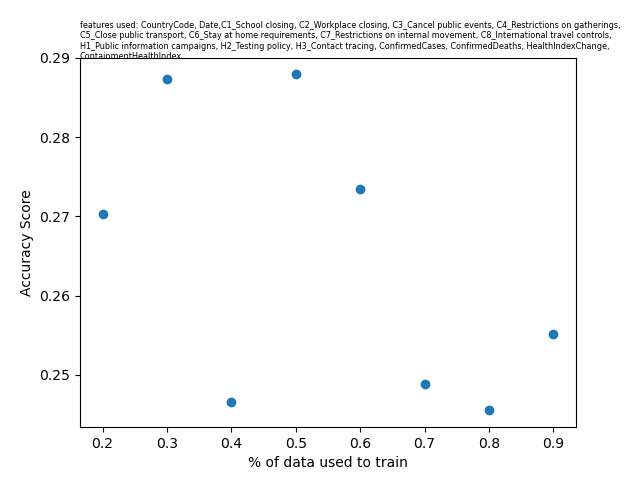 features used: CountryCode, Date,C1_School closing, C2_Workplace closing, C3_Cancel public events, C4_Restrictions on gatherings,
C5_Close public transport, C6_Stay at home requirements, C7_Restrictions on internal movement, C8_International travel controls,
H1_Public information campaigns, H2_Testing policy, H3_Contact tracing, ConfirmedCases, ConfirmedDeaths, HealthIndexChange,
ContainmentHealthIndex
0.29
0.28
0.27
0.26
0.25
Accuracy Score
0.2 0.3 0.4 0.5 0.6 0.7 0.8 0.9
% of data used to train